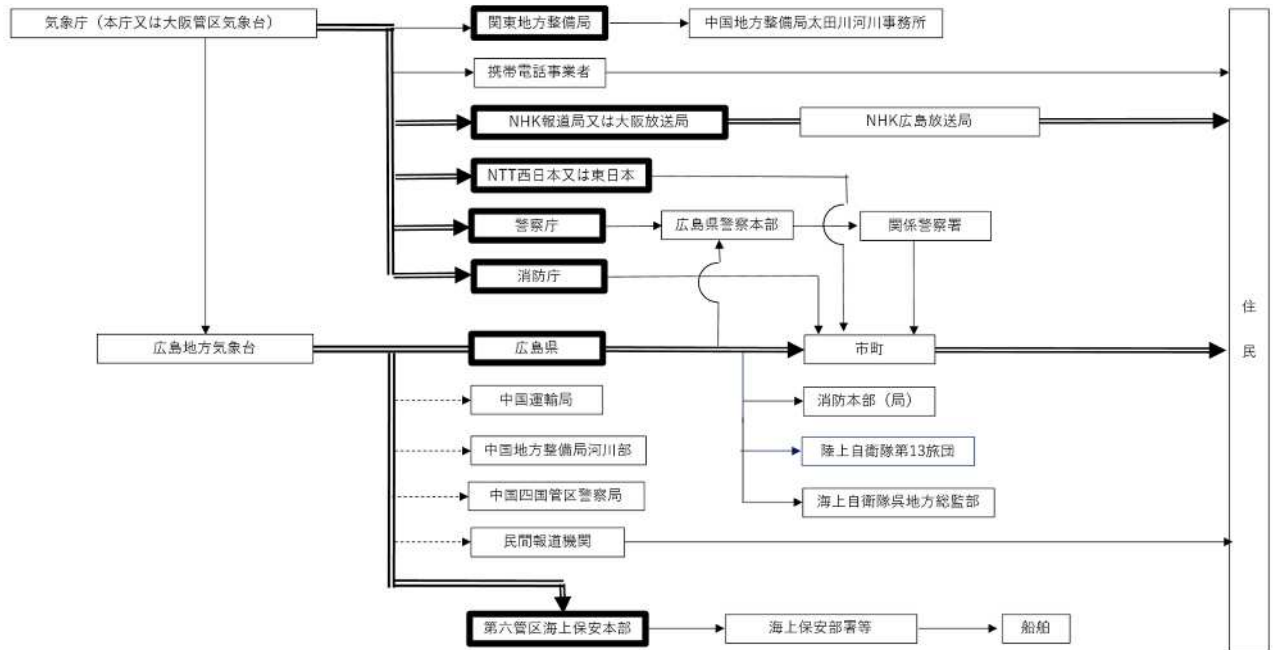 気象庁（本庁又は大阪管区気象台）
関東地方整備局
中国地方整備局太田川河川事務所
携帯電話事業者
NHK報道局又は大阪放送局
NHK広島放送局
NTT西日本又は東日本
警察庁
広島県警察本部
関係警察署
消防庁
広島地方気象台
広島県
市町
住民
中国運輸局
消防本部（局）
中国地方整備局河川部
陸上自衛隊第13旅団
中国四国管区警察局
海上自衛隊呉地方総監部
民間報道機関
第六管区海上保安本部
海上保安部署等
船舶